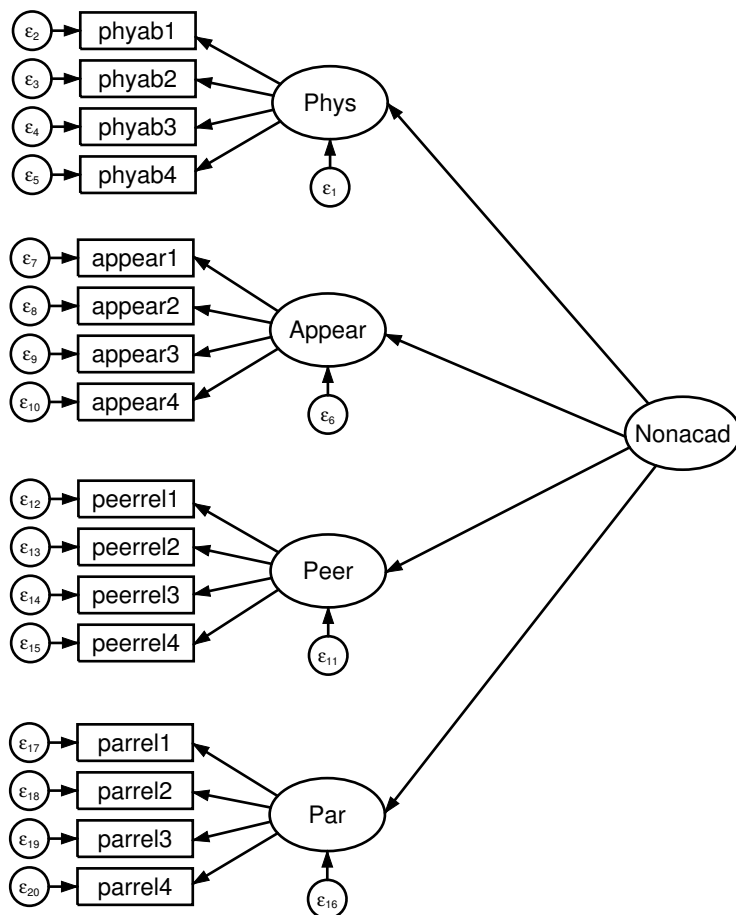 ε2 phyab1
ε3 phyab2
Phys
ε4 phyab3
ε5 phyab4
ε1
ε7 appear1
ε8 appear2
Appear
ε9 appear3
ε10 appear4
ε6
Nonacad
ε12 peerrel1
ε13 peerrel2
Peer
ε14 peerrel3
ε15 peerrel4
ε11
ε17 parrel1
ε18 parrel2
Par
ε19 parrel3
ε20 parrel4
ε16